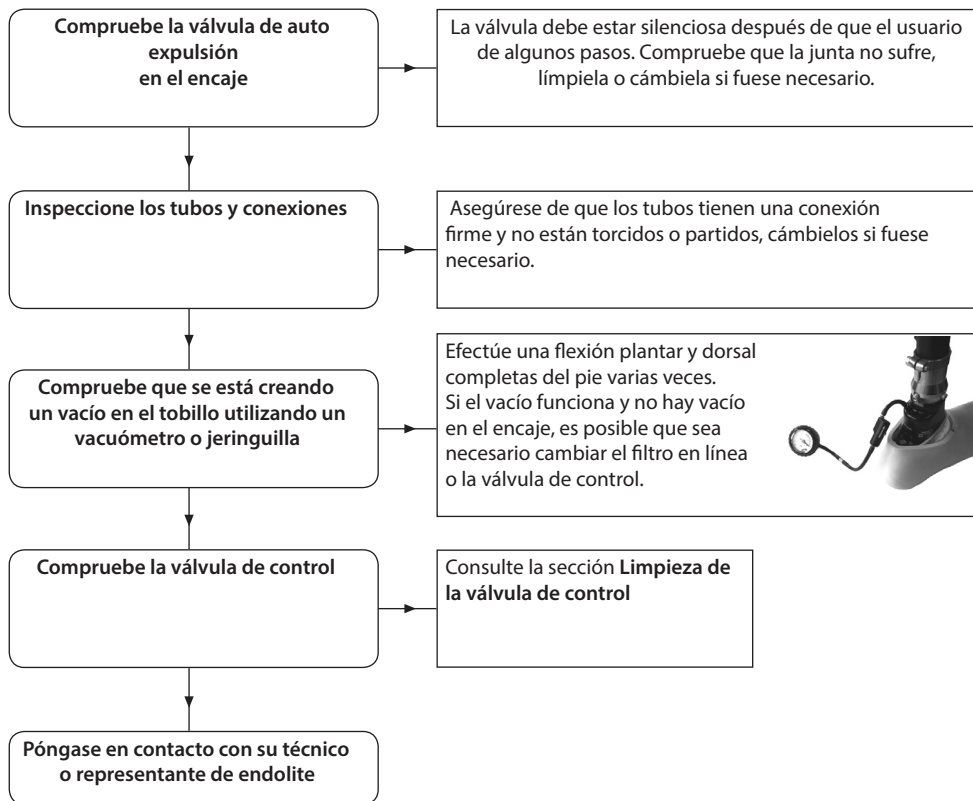 Compruebe la válvula de auto
expulsión
en el encaje
La válvula debe estar silenciosa después de que el usuario
de algunos pasos. Compruebe que la junta no sufre,
límpiela o cámbiela si fuese necesario.
Inspeccione los tubos y conexiones
Asegúrese de que los tubos tienen una conexión
firme y no están torcidos o partidos, cámbielos si fuese
necesario.
Compruebe que se está creando
un vacío en el tobillo utilizando un
vacuómetro o jeringuilla
Efectúe una flexión plantar y dorsal
completas del pie varias veces.
Si el vacío funciona y no hay vacío
en el encaje, es posible que sea
necesario cambiar el filtro en línea
o la válvula de control.
Compruebe la válvula de control
Consulte la sección Limpieza de
la válvula de control
Póngase en contacto con su técnico
o representante de endolite